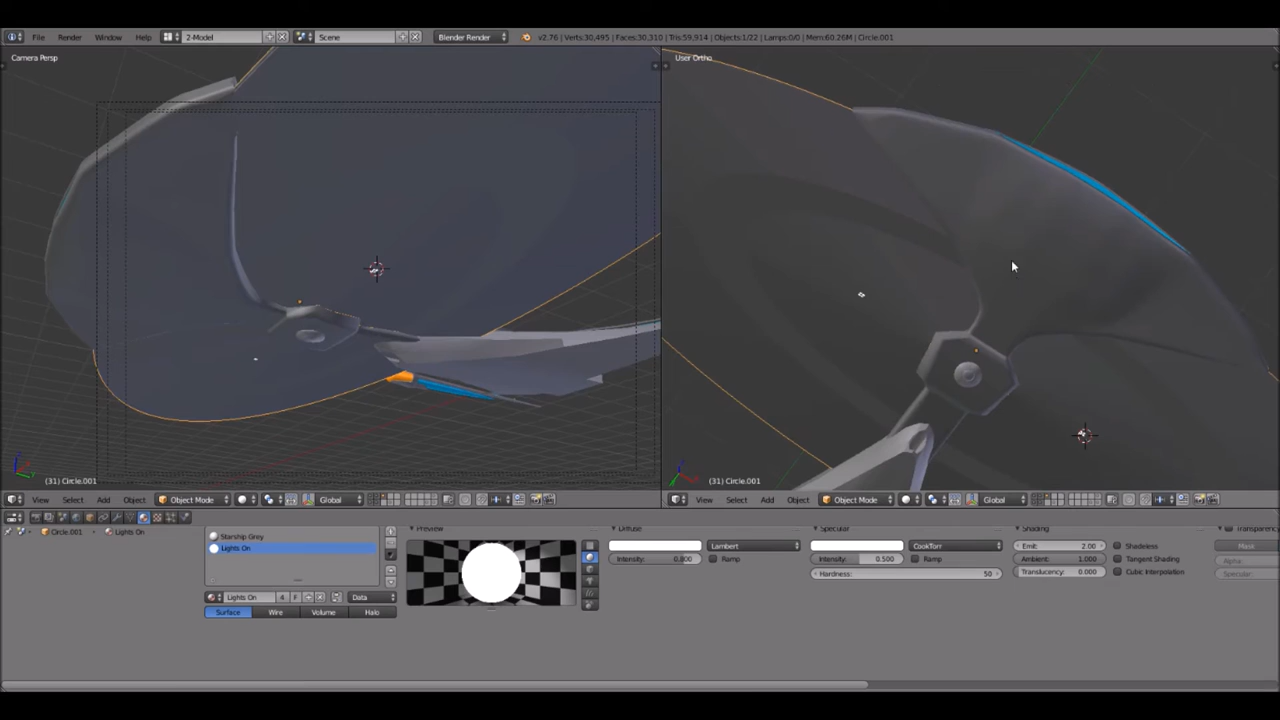 File Render Window Help 2-Model Scene Blender Render v2.76 | Verts:30,495 | Faces:30,310 | Tris:59,914 | Objects:1/22 | Lamps:0/0 | Mem:60.26M | Circle.001
Camera Persp
User Ortho
(31) Circle.001
(31) Circle.001
View Select Add Object Object Mode Global
View Select Add Object Object Mode Global
Circle.001 Lights On
Starship Grey
Lights On
Lights On 4 F Data
Surface Wire Volume Halo
Preview
Diffuse
Lambert
Intensity: 0.800 Ramp
Specular
CookTorr
Intensity: 0.500 Ramp
Hardness: 50
Shading
Emit: 2.00 Shadeless
Ambient: 1.000 Tangent Shading
Translucency: 0.000 Cubic Interpolation
Transparency
Mask
Alpha:
Specular: